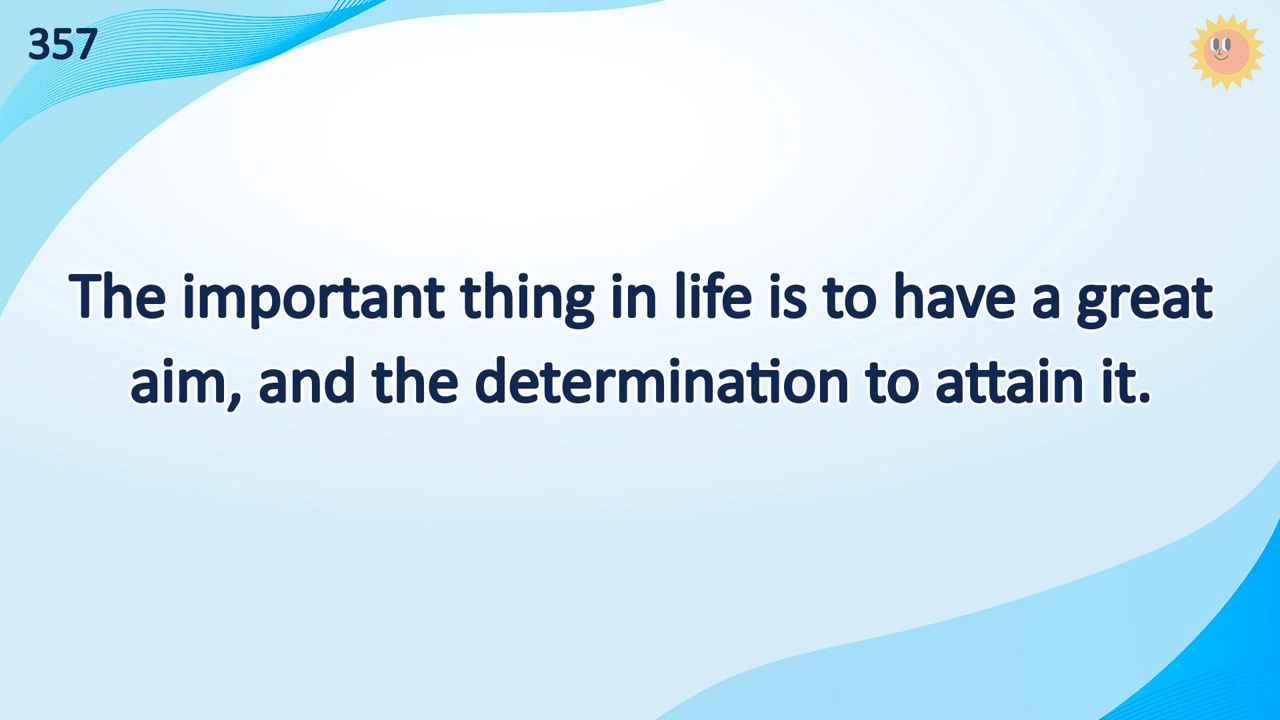 357
The important thing in life is to have a great
aim, and the determination to attain it.